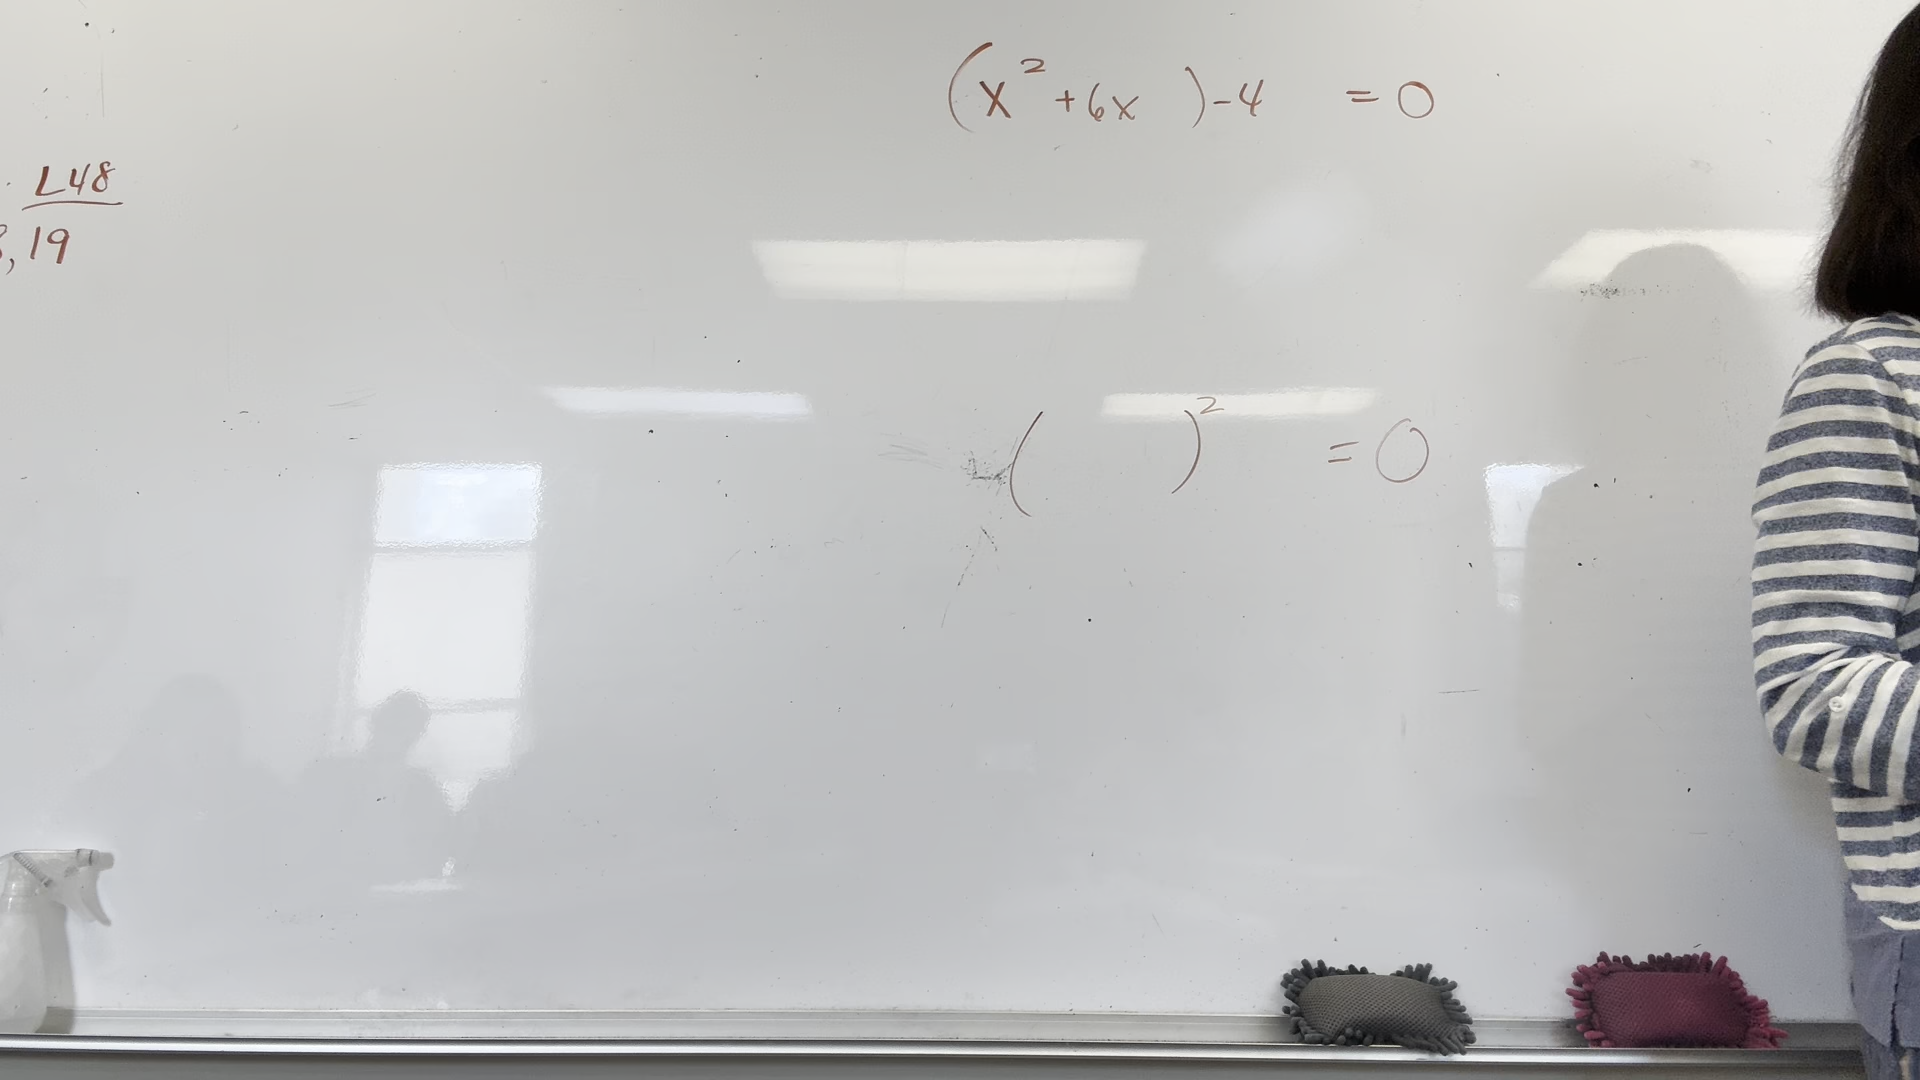 (x² +6x )-4 =0
L48
, 19
( )² =0